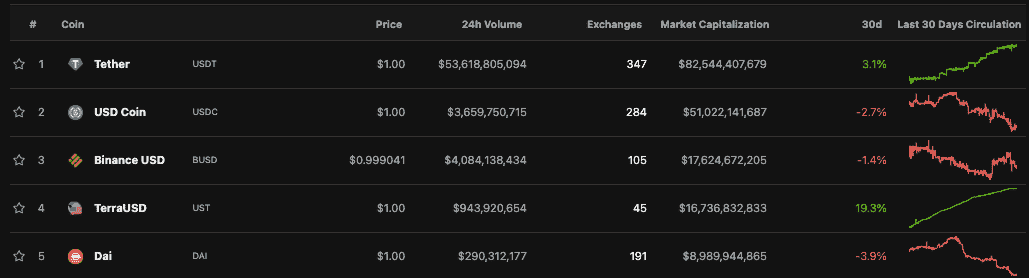 # Coin Price 24h Volume Exchanges Market Capitalization 30d Last 30 Days Circulation
1 Tether USDT $1.00 $53,618,805,094 347 $82,544,407,679 3.1%
2 USD Coin USDC $1.00 $3,659,750,715 284 $51,022,141,687 -2.7%
3 Binance USD BUSD $0.999041 $4,084,138,434 105 $17,624,672,205 -1.4%
4 TerraUSD UST $1.00 $943,920,654 45 $16,736,832,833 19.3%
5 Dai DAI $1.00 $290,312,177 191 $8,989,944,865 -3.9%